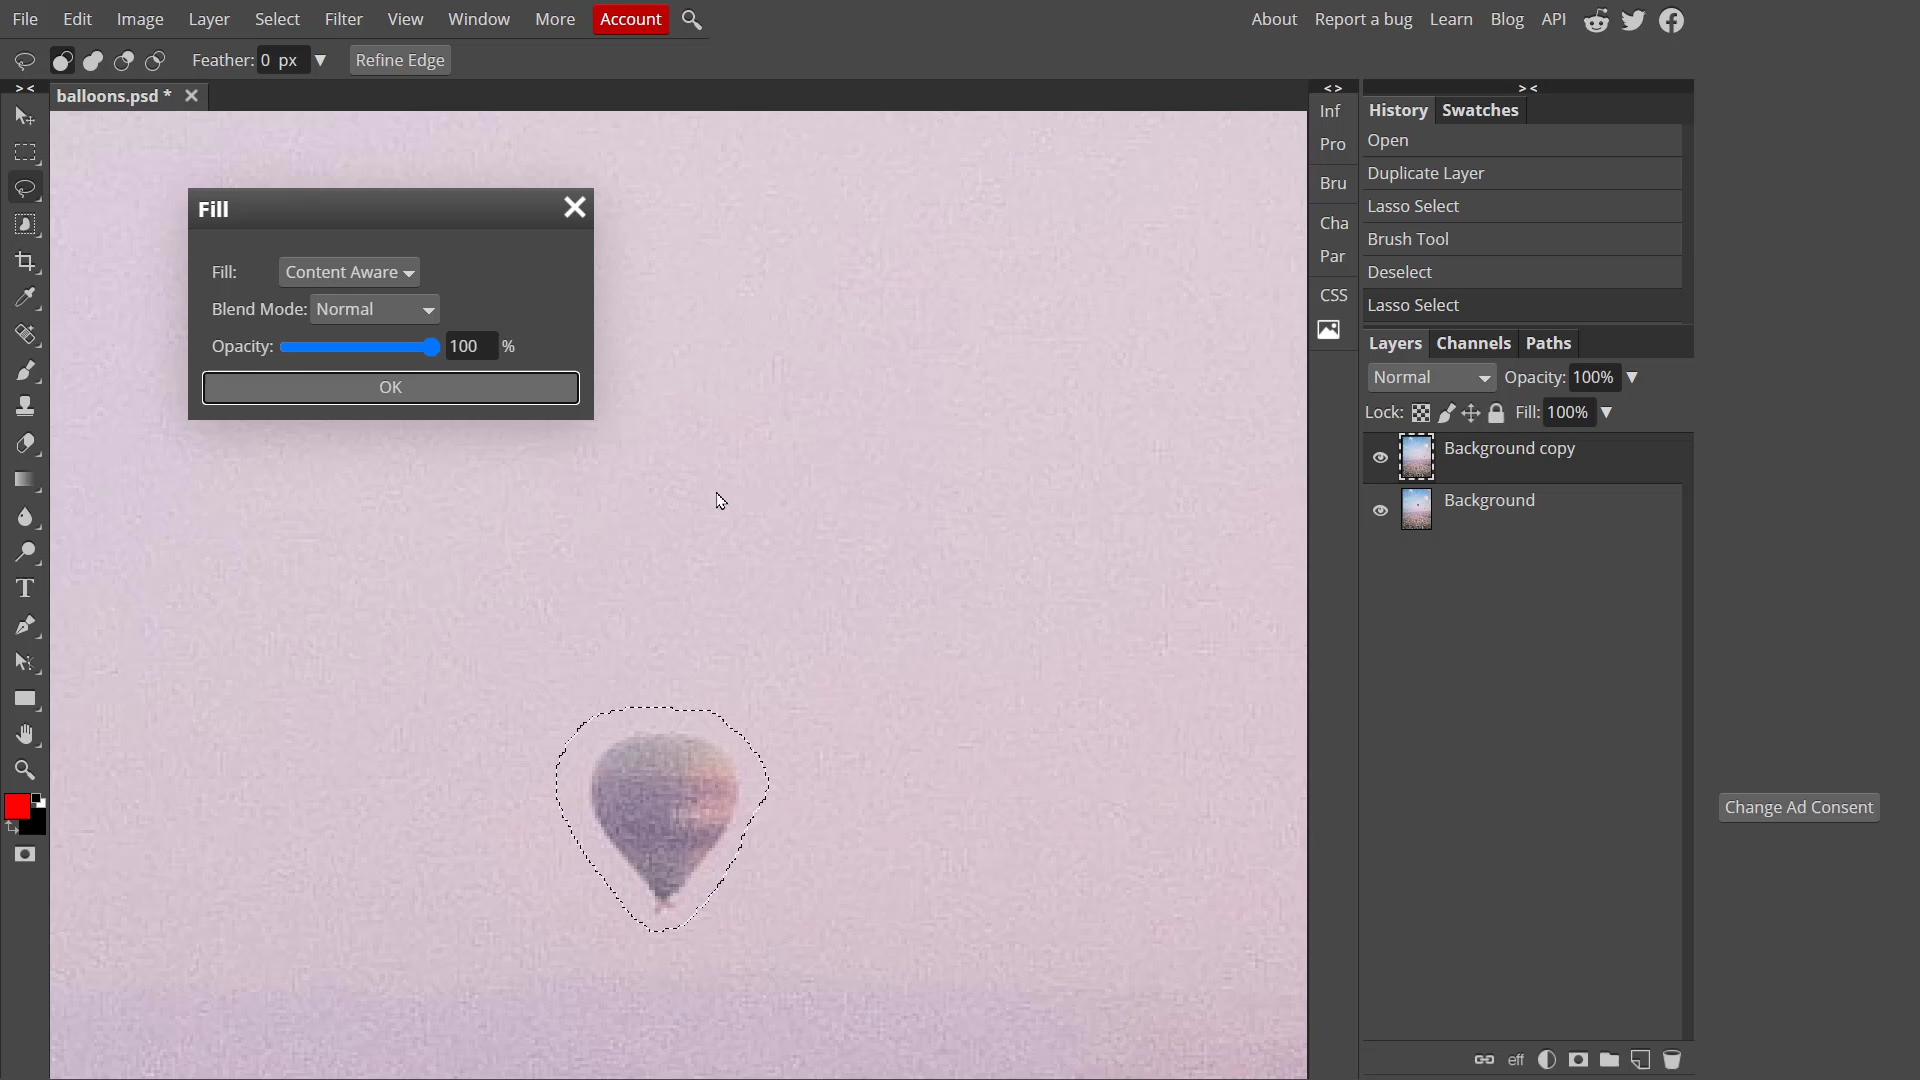 File Edit Image Layer Select Filter View Window More Account About Report a bug Learn Blog API
Feather: 0 px Refine Edge
> < balloons.psd * < > > <
Inf
Pro
Bru
Cha
Par
CSS
Fill
Fill: Content Aware
Blend Mode: Normal
Opacity: 100 %
OK
History Swatches
Open
Duplicate Layer
Lasso Select
Brush Tool
Deselect
Lasso Select
Layers Channels Paths
Normal Opacity: 100%
Lock: Fill: 100%
Background copy
Background
Change Ad Consent
eff